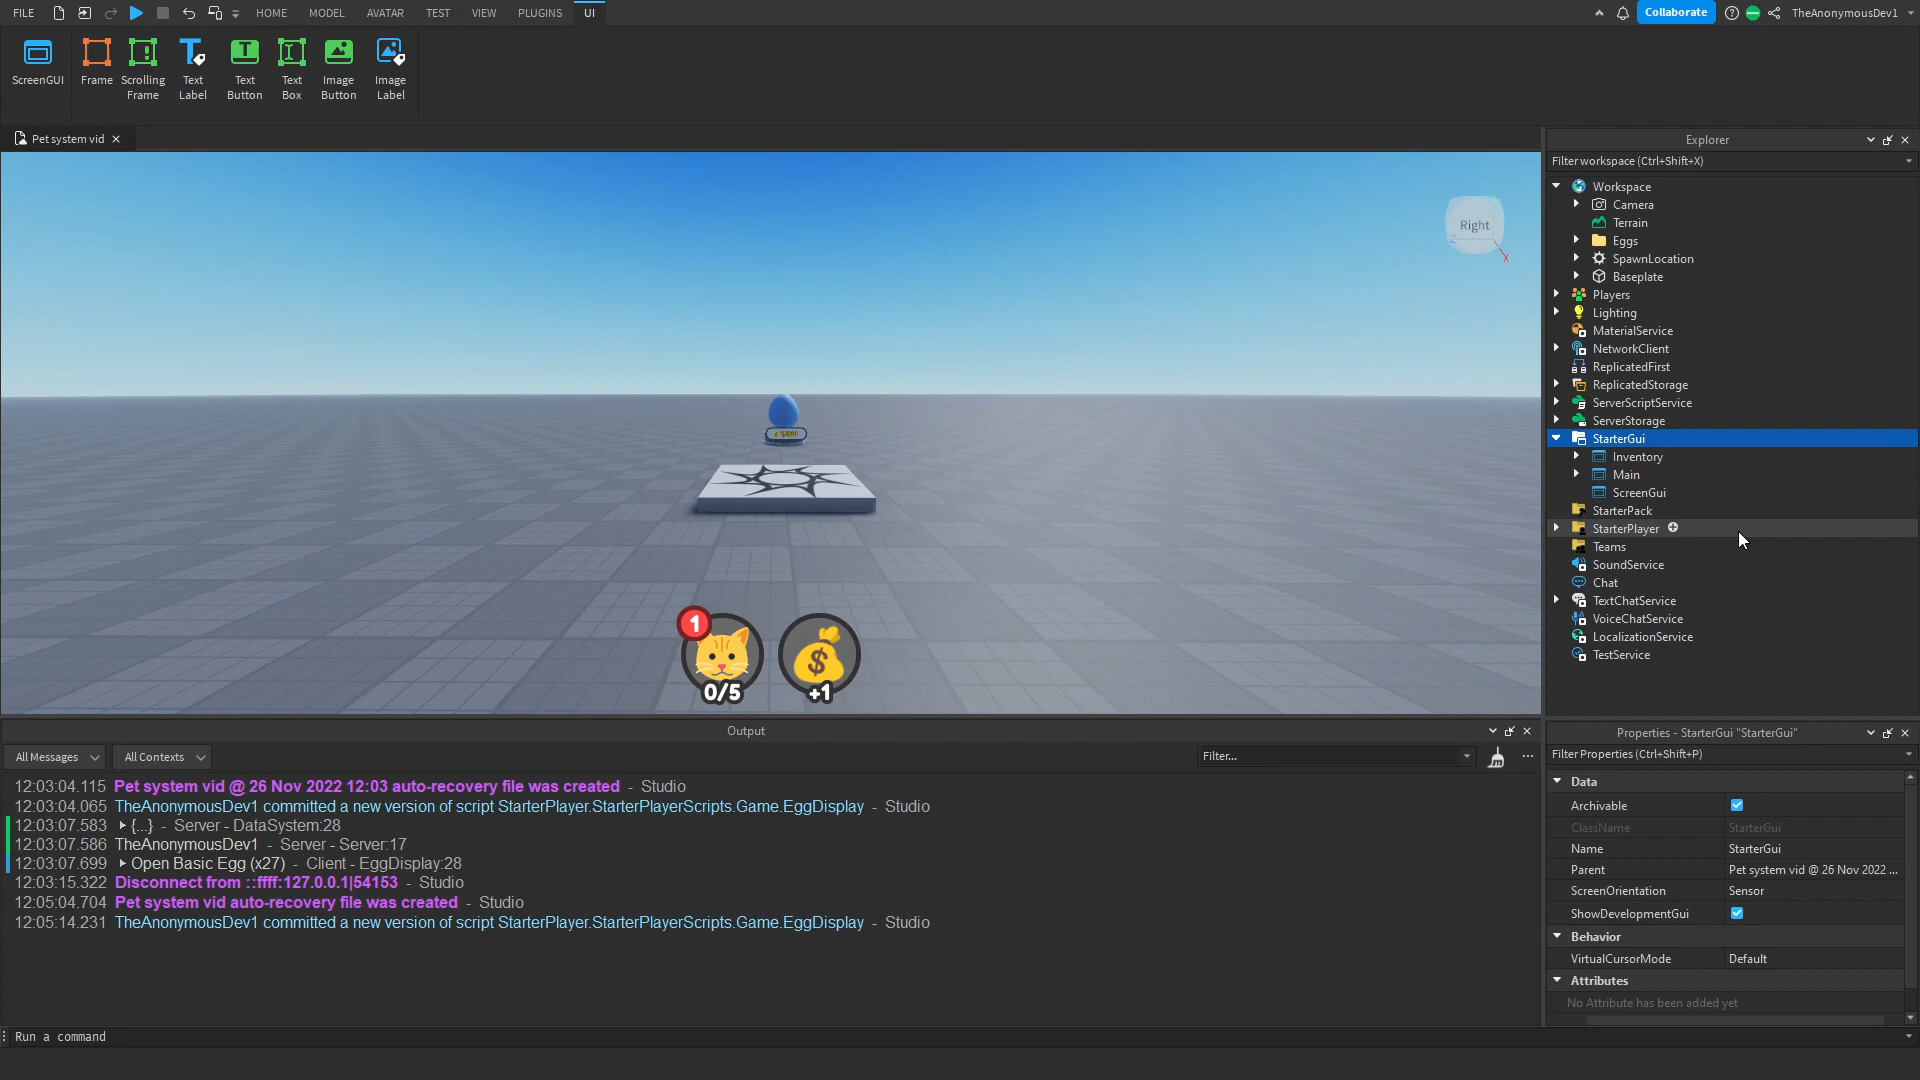 FILE HOME MODEL AVATAR TEST VIEW PLUGINS UI Collaborate TheAnonymousDev1
ScreenGUI
Frame
Scrolling Frame
Text Label
Text Button
Text Box
Image Button
Image Label
Pet system vid
Right
Z
X
1
0/5
+1
Explorer
Filter workspace (Ctrl+Shift+X)
Workspace
Camera
Terrain
Eggs
SpawnLocation
Baseplate
Players
Lighting
MaterialService
NetworkClient
ReplicatedFirst
ReplicatedStorage
ServerScriptService
ServerStorage
StarterGui
Inventory
Main
ScreenGui
StarterPack
StarterPlayer
Teams
SoundService
Chat
TextChatService
VoiceChatService
LocalizationService
TestService
Output
All Messages All Contexts Filter...
12:03:04.115 Pet system vid @ 26 Nov 2022 12:03 auto-recovery file was created - Studio
12:03:04.065 TheAnonymousDev1 committed a new version of script StarterPlayer.StarterPlayerScripts.Game.EggDisplay - Studio
12:03:07.583 {...} - Server - DataSystem:28
12:03:07.586 TheAnonymousDev1 - Server - Server:17
12:03:07.699 Open Basic Egg (x27) - Client - EggDisplay:28
12:03:15.322 Disconnect from ::ffff:127.0.0.1|54153 - Studio
12:05:04.704 Pet system vid auto-recovery file was created - Studio
12:05:14.231 TheAnonymousDev1 committed a new version of script StarterPlayer.StarterPlayerScripts.Game.EggDisplay - Studio
Properties - StarterGui "StarterGui"
Filter Properties (Ctrl+Shift+P)
Data
Archivable
ClassName StarterGui
Name StarterGui
Parent Pet system vid @ 26 Nov 2022 ...
ScreenOrientation Sensor
ShowDevelopmentGui
Behavior
VirtualCursorMode Default
Attributes
No Attribute has been added yet
Run a command